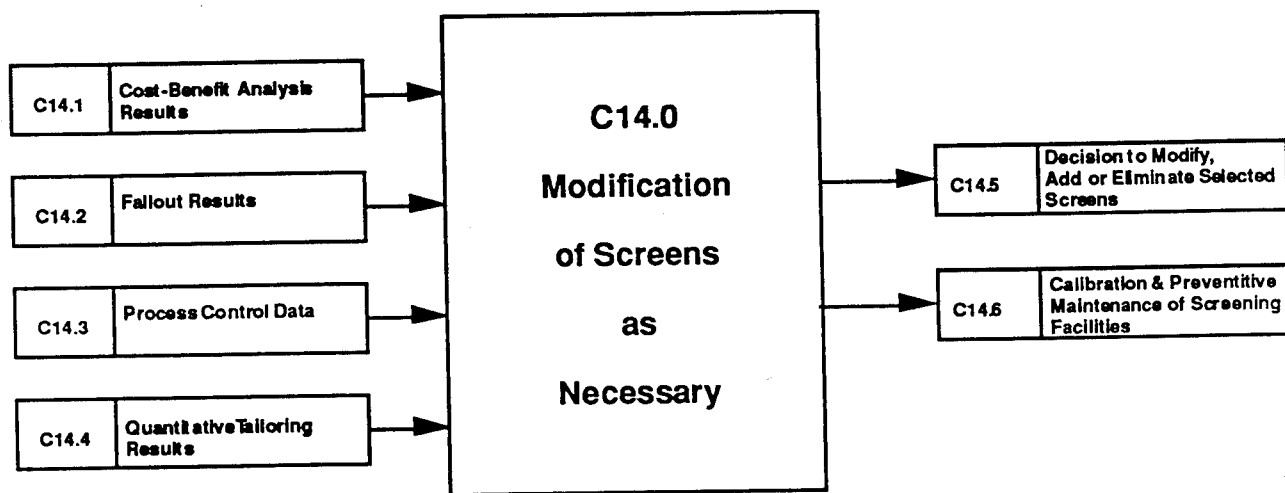 C14.1
Cost-Benefit Analysis
Results
C14.2
Fallout Results
C14.3
Process Control Data
C14.4
Quantitative Tailoring
Results
C14.0
Modification
of Screens
as
Necessary
C14.5
Decision to Modify,
Add or Eliminate Selected
Screens
C14.6
Calibration & Preventitive
Maintenance of Screening
Facilities